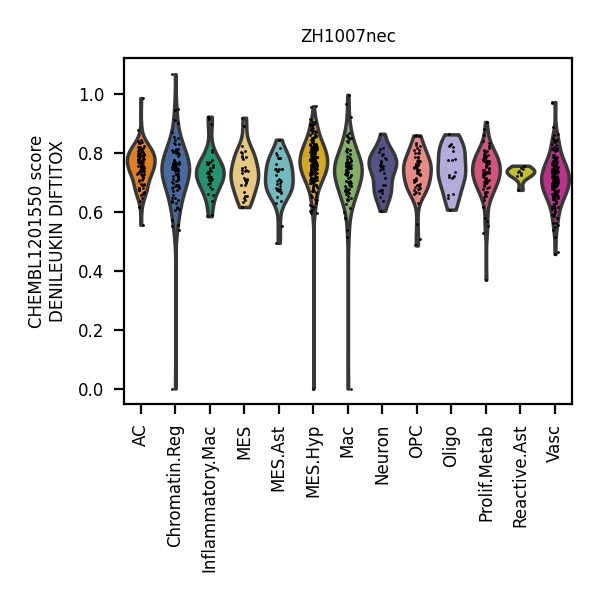 ZH1007nec
CHEMBL1201550 score
DENILEUKIN DIFTITOX
1.0
0.8
0.6
0.4
0.2
0.0
AC
Chromatin.Reg
Inflammatory.Mac
MES
MES.Ast
MES.Hyp
Mac
Neuron
OPC
Oligo
Prolif.Metab
Reactive.Ast
Vasc